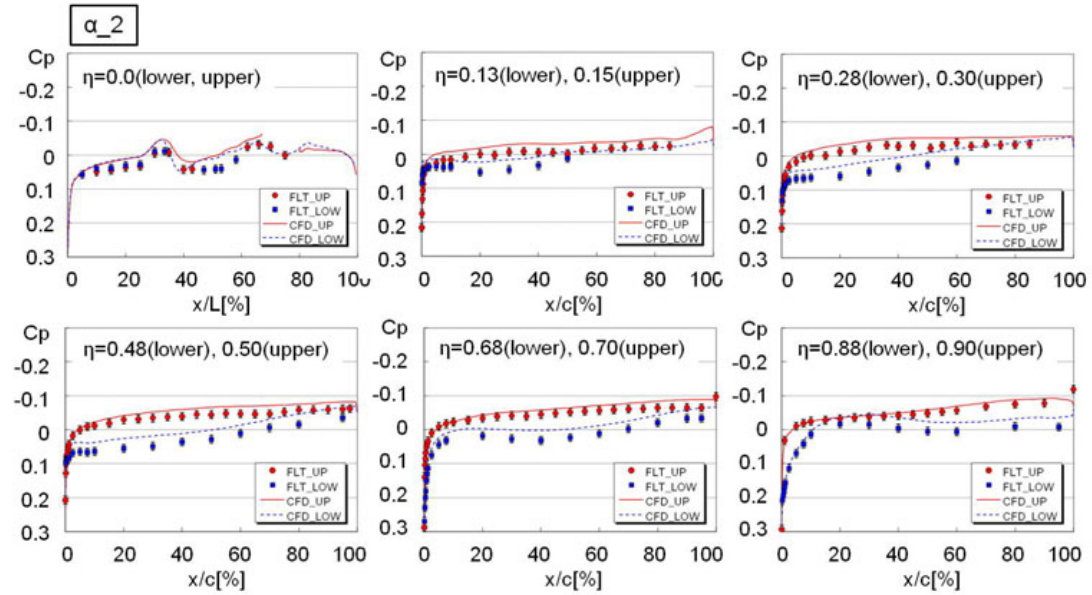 α_2
Cp
-0.2
-0.1
0
0.1
0.2
0.3
η=0.0(lower, upper)
FLT_UP
FLT_LOW
CFD_UP
CFD_LOW
0 20 40 60 80 100
x/L[%]
Cp
-0.2
-0.1
0
0.1
0.2
0.3
η=0.13(lower), 0.15(upper)
FLT_UP
FLT_LOW
CFD_UP
CFD_LOW
0 20 40 60 80 100
x/c[%]
Cp
-0.2
-0.1
0
0.1
0.2
0.3
η=0.28(lower), 0.30(upper)
FLT_UP
FLT_LOW
CFD_UP
CFD_LOW
0 20 40 60 80 100
x/c[%]
Cp
-0.2
-0.1
0
0.1
0.2
0.3
η=0.48(lower), 0.50(upper)
FLT_UP
FLT_LOW
CFD_UP
CFD_LOW
0 20 40 60 80 100
x/c[%]
Cp
-0.2
-0.1
0
0.1
0.2
0.3
η=0.68(lower), 0.70(upper)
FLT_UP
FLT_LOW
CFD_UP
CFD_LOW
0 20 40 60 80 100
x/c[%]
Cp
-0.2
-0.1
0
0.1
0.2
0.3
η=0.88(lower), 0.90(upper)
FLT_UP
FLT_LOW
CFD_UP
CFD_LOW
0 20 40 60 80 100
x/c[%]